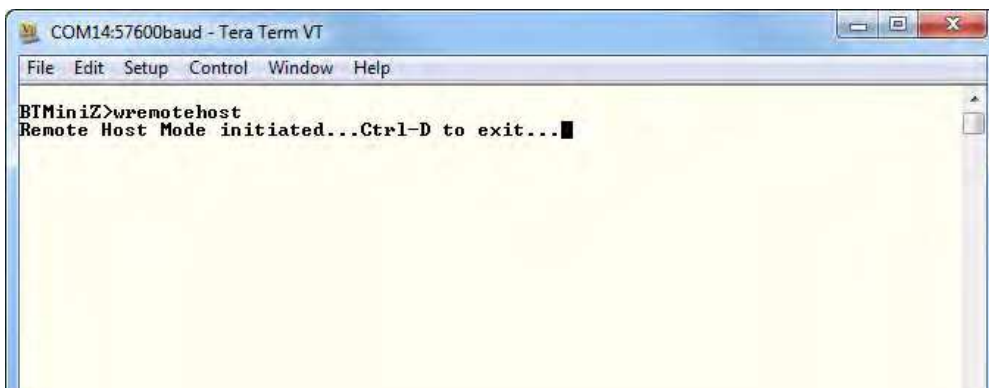 COM14:57600baud - Tera Term VT
File Edit Setup Control Window Help
BTMiniZ>wremotehost
Remote Host Mode initiated...Ctrl-D to exit...